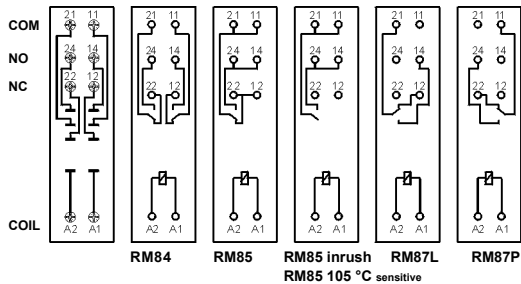 21 11 21 11 21 11 21 11 21 11 21 11
COM
NO 24 14 24 14 24 14 24 14 24 14 24 14
NC 22 12 22 12 22 12 22 12 22 12 22 12
COIL A2 A1 A2 A1 A2 A1 A2 A1 A2 A1 A2 A1
RM84 RM85 RM85 inrush RM87L RM87P
RM85 105 °C sensitive